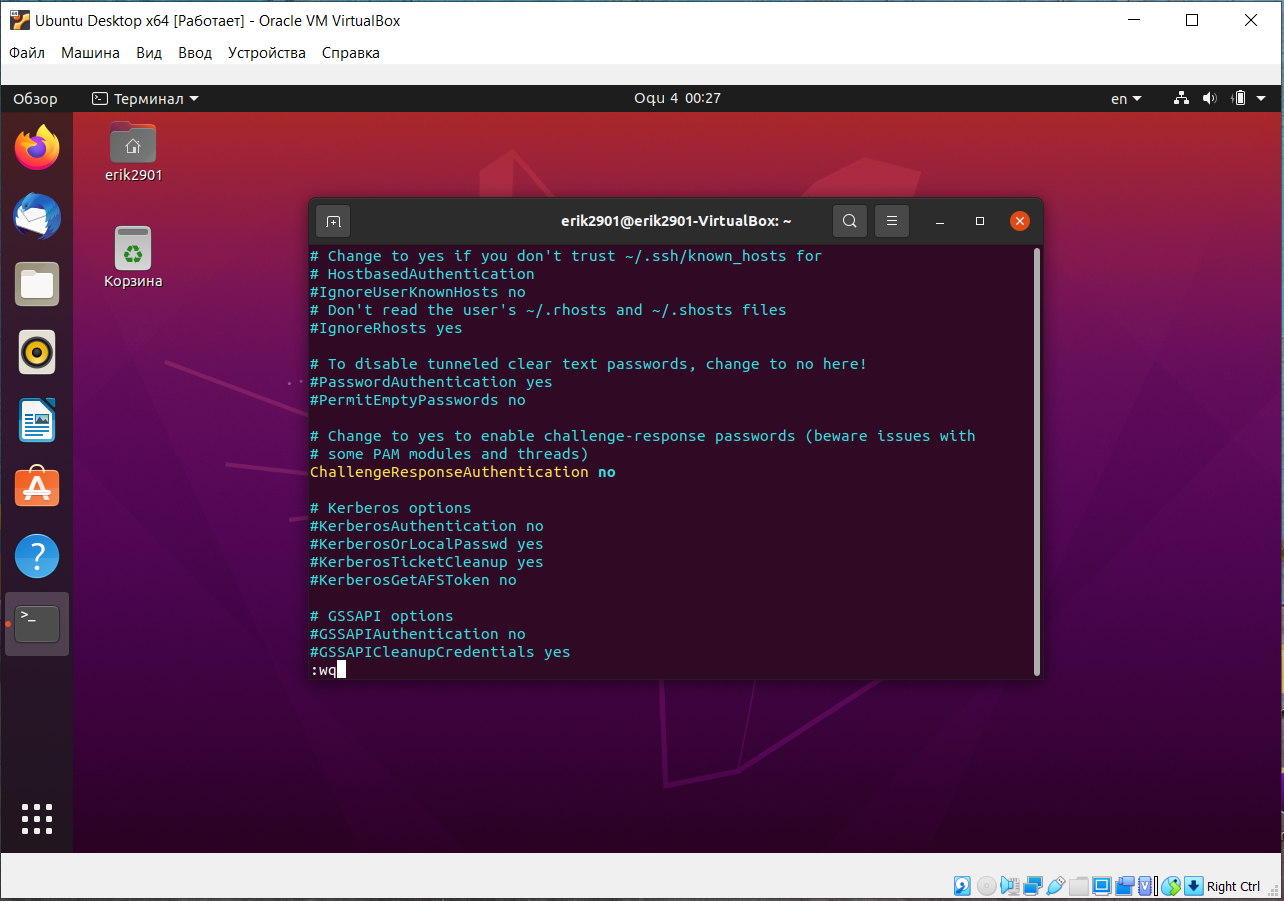 Ubuntu Desktop x64 [Работает] - Oracle VM VirtualBox
Файл Машина Вид Ввод Устройства Справка
Обзор Терминал Oqu 4 00:27 en
erik2901
Корзина
erik2901@erik2901-VirtualBox: ~
# Change to yes if you don't trust ~/.ssh/known_hosts for
# HostbasedAuthentication
#IgnoreUserKnownHosts no
# Don't read the user's ~/.rhosts and ~/.shosts files
#IgnoreRhosts yes
# To disable tunneled clear text passwords, change to no here!
#PasswordAuthentication yes
#PermitEmptyPasswords no
# Change to yes to enable challenge-response passwords (beware issues with
# some PAM modules and threads)
ChallengeResponseAuthentication no
# Kerberos options
#KerberosAuthentication no
#KerberosOrLocalPasswd yes
#KerberosTicketCleanup yes
#KerberosGetAFSToken no
# GSSAPI options
#GSSAPIAuthentication no
#GSSAPICleanupCredentials yes
:wq
Right Ctrl